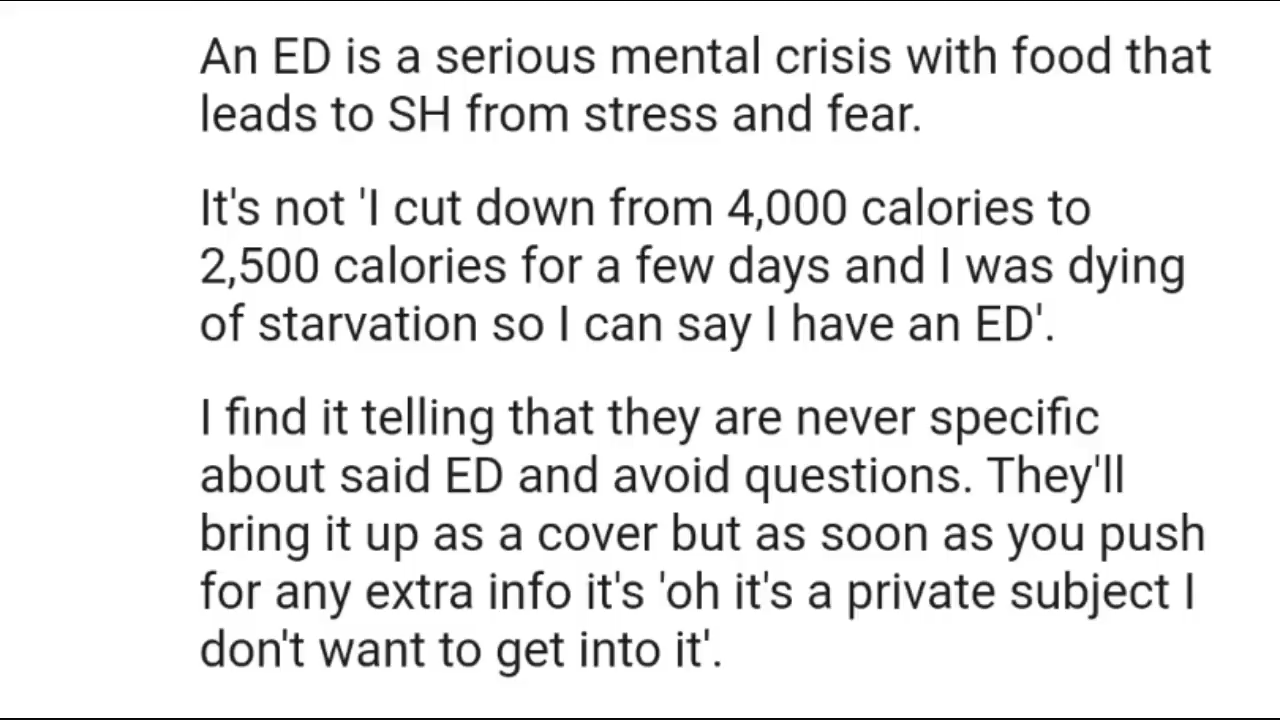 An ED is a serious mental crisis with food that
leads to SH from stress and fear.
It's not 'I cut down from 4,000 calories to
2,500 calories for a few days and I was dying
of starvation so I can say I have an ED'.
I find it telling that they are never specific
about said ED and avoid questions. They'll
bring it up as a cover but as soon as you push
for any extra info it's 'oh it's a private subject I
don't want to get into it'.